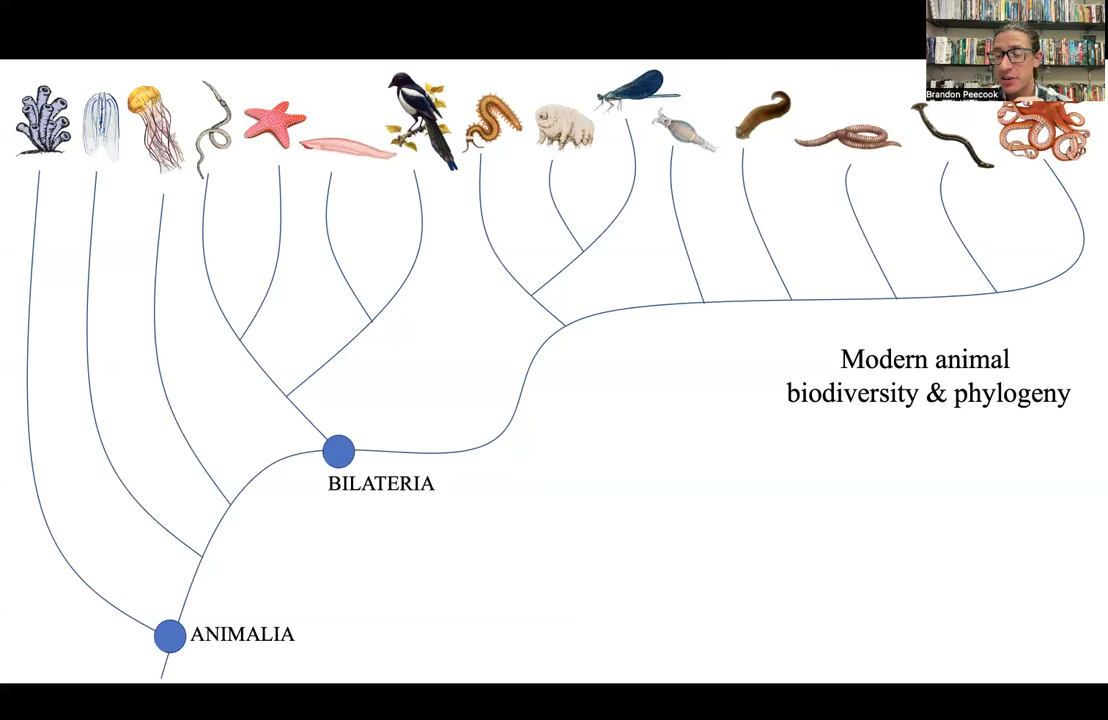 Brandon Peecook
Modern animal
biodiversity & phylogeny
BILATERIA
ANIMALIA